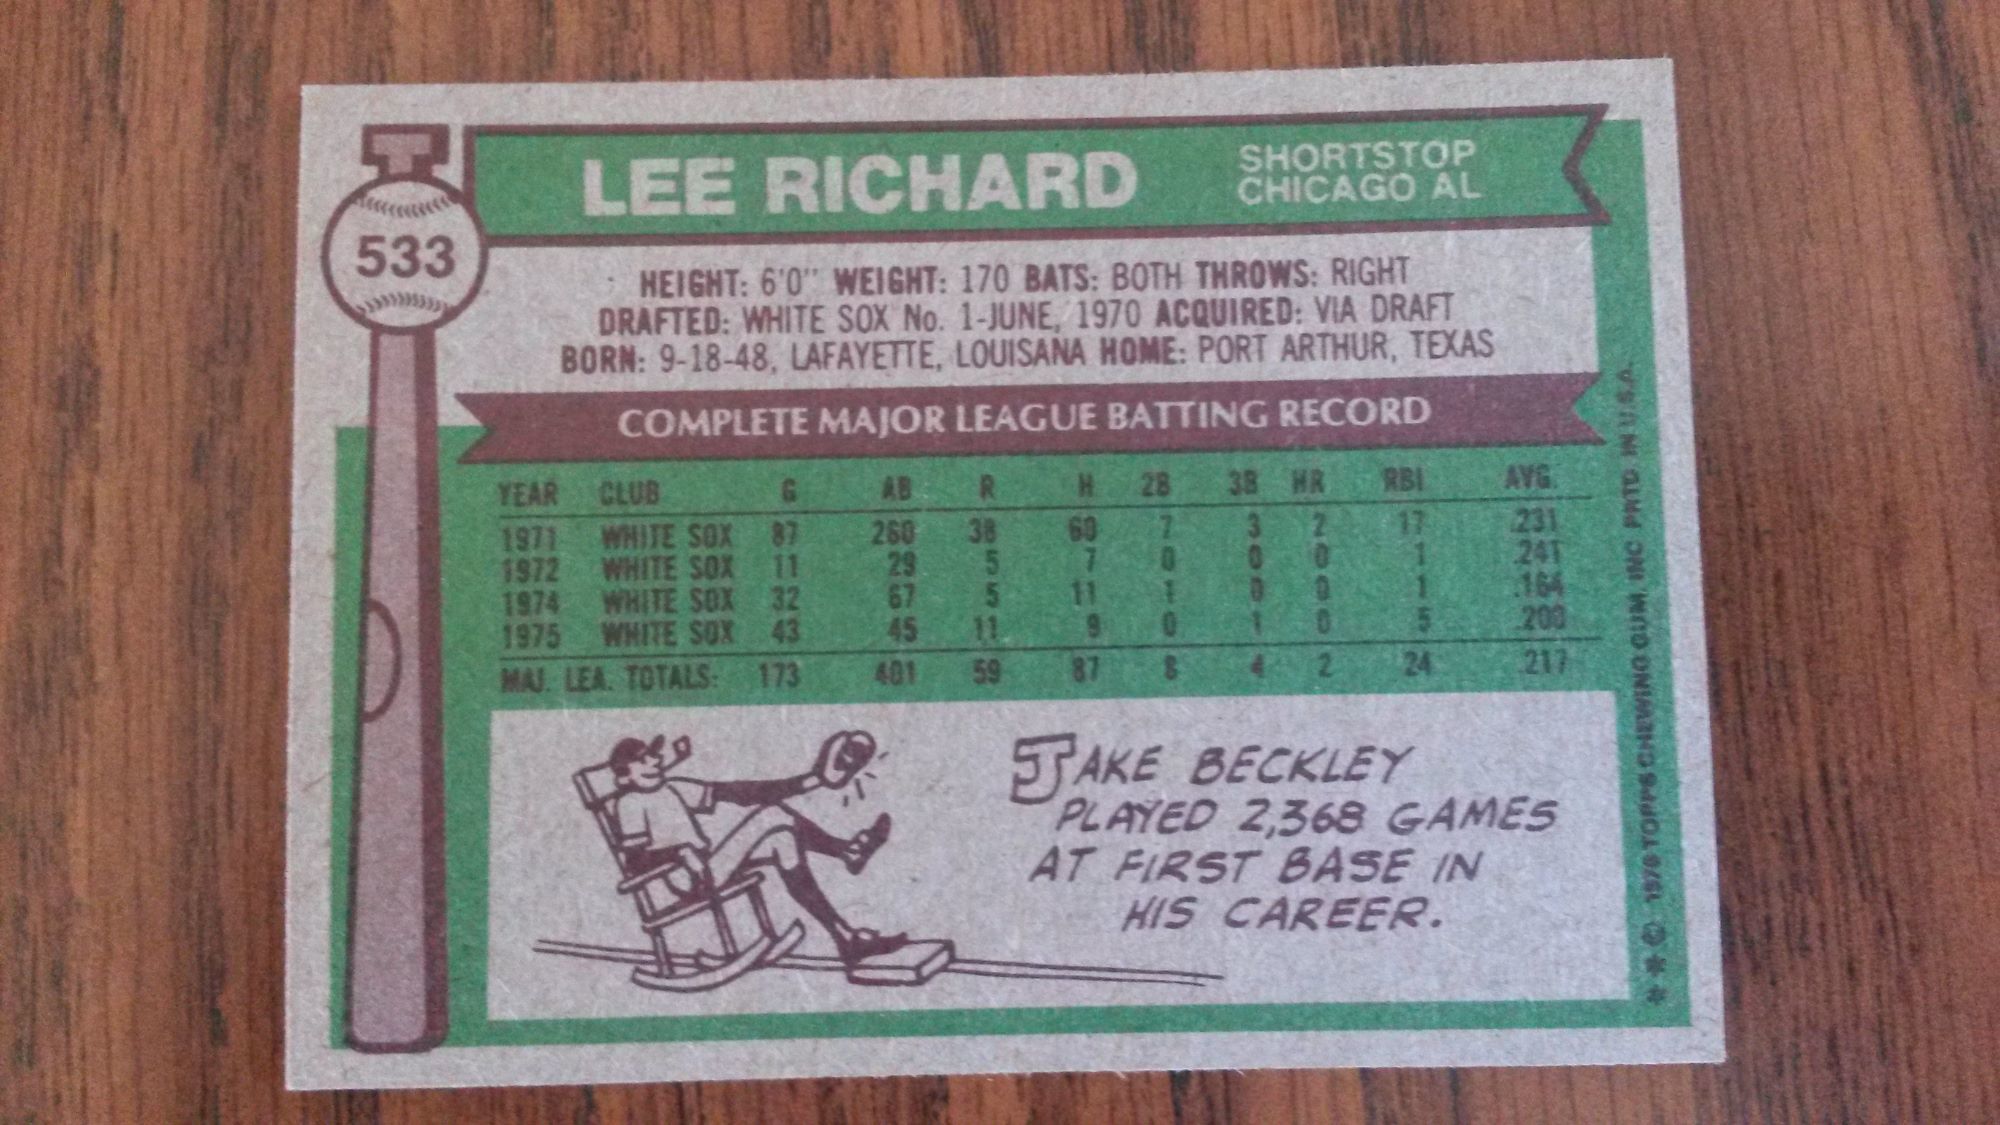 T
533
LEE RICHARD
SHORTSTOP
CHICAGO AL
HEIGHT: 6'0" WEIGHT: 170 BATS: BOTH THROWS: RIGHT
DRAFTED: WHITE SOX No. 1-JUNE, 1970 ACQUIRED: VIA DRAFT
BORN: 9-18-48, LAFAYETTE, LOUISANA HOME: PORT ARTHUR, TEXAS
COMPLETE MAJOR LEAGUE BATTING RECORD
YEAR CLUB G AB R H 2B 3B HR RBI AVG.
1971 WHITE SOX 87 260 38 60 7 3 2 17 .231
1972 WHITE SOX 11 29 5 7 0 0 0 1 .241
1974 WHITE SOX 32 67 5 11 1 0 0 1 .164
1975 WHITE SOX 43 45 11 9 0 1 0 5 .200
MAJ. LEA. TOTALS: 173 401 59 87 8 4 2 24 .217
JAKE BECKLEY
PLAYED 2,368 GAMES
AT FIRST BASE IN
HIS CAREER.
* * © 1976 TOPPS CHEWING GUM, INC PRTD IN U.S.A.